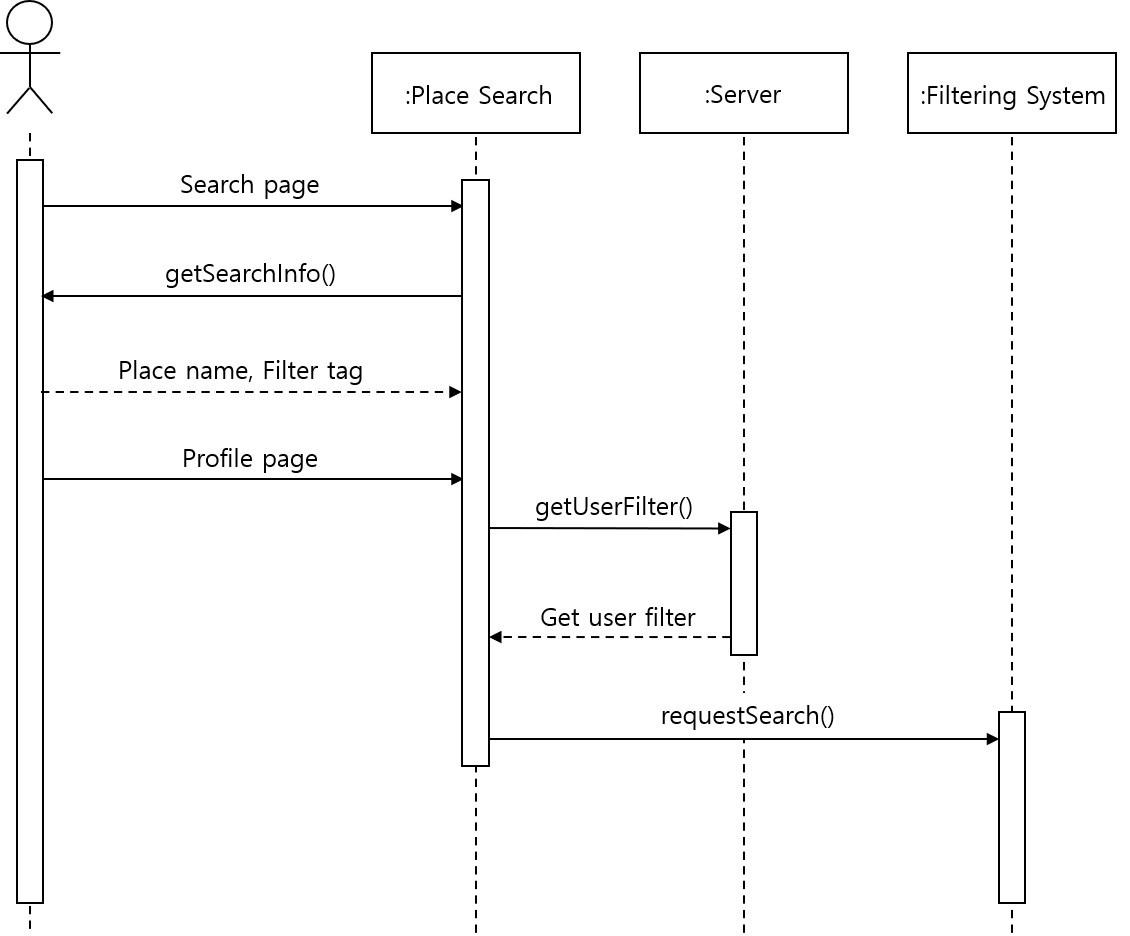 :Place Search
:Server
:Filtering System
Search page
getSearchInfo()
Place name, Filter tag
Profile page
getUserFilter()
Get user filter
requestSearch()